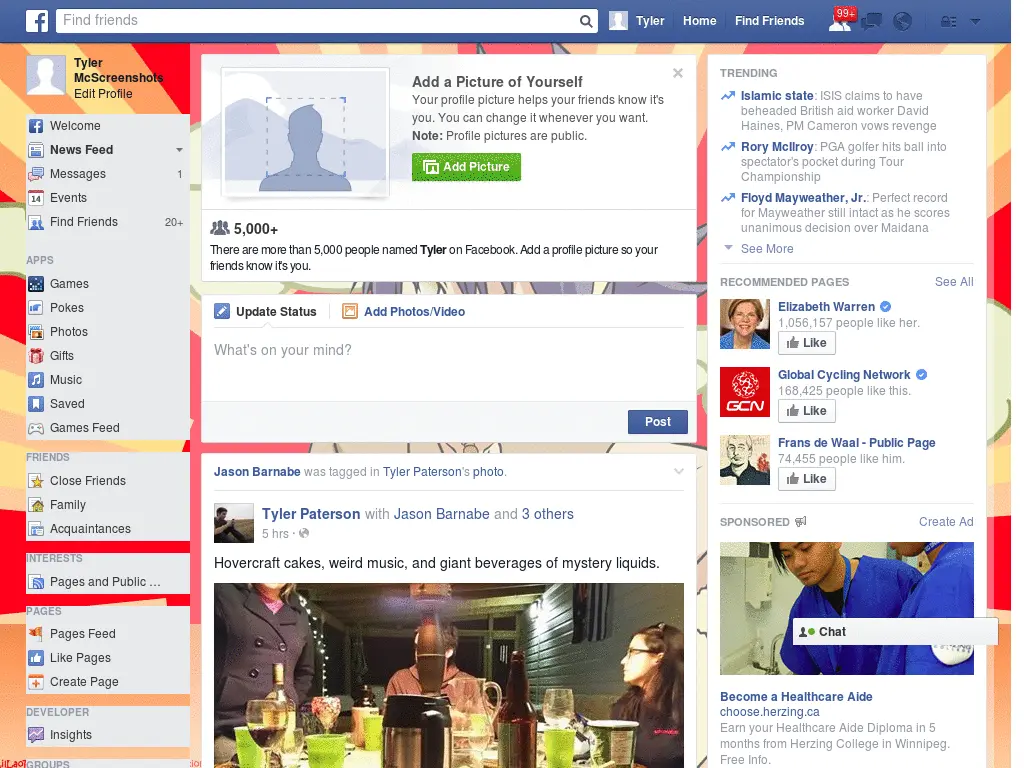 Find friends
Tyler
Home
Find Friends
99+
Tyler
McScreenshots
Edit Profile
Welcome
News Feed
Messages 1
14 Events
Find Friends 20+
APPS
Games
Pokes
Photos
Gifts
Music
Saved
Games Feed
FRIENDS
Close Friends
Family
Acquaintances
INTERESTS
Pages and Public ...
PAGES
Pages Feed
Like Pages
Create Page
DEVELOPER
Insights
GROUPS
Add a Picture of Yourself
Your profile picture helps your friends know it's
you. You can change it whenever you want.
Note: Profile pictures are public.
Add Picture
5,000+
There are more than 5,000 people named Tyler on Facebook. Add a profile picture so your
friends know it's you.
Update Status
Add Photos/Video
What's on your mind?
Post
Jason Barnabe was tagged in Tyler Paterson's photo.
Tyler Paterson with Jason Barnabe and 3 others
5 hrs ·
Hovercraft cakes, weird music, and giant beverages of mystery liquids.
TRENDING
Islamic state: ISIS claims to have
beheaded British aid worker David
Haines, PM Cameron vows revenge
Rory McIlroy: PGA golfer hits ball into
spectator's pocket during Tour
Championship
Floyd Mayweather, Jr.: Perfect record
for Mayweather still intact as he scores
unanimous decision over Maidana
See More
RECOMMENDED PAGES See All
Elizabeth Warren
1,056,157 people like her.
Like
Global Cycling Network
168,425 people like this.
Like
GCN
Frans de Waal - Public Page
74,455 people like him.
Like
SPONSORED Create Ad
Chat
Become a Healthcare Aide
choose.herzing.ca
Earn your Healthcare Aide Diploma in 5
months from Herzing College in Winnipeg.
Free Info.